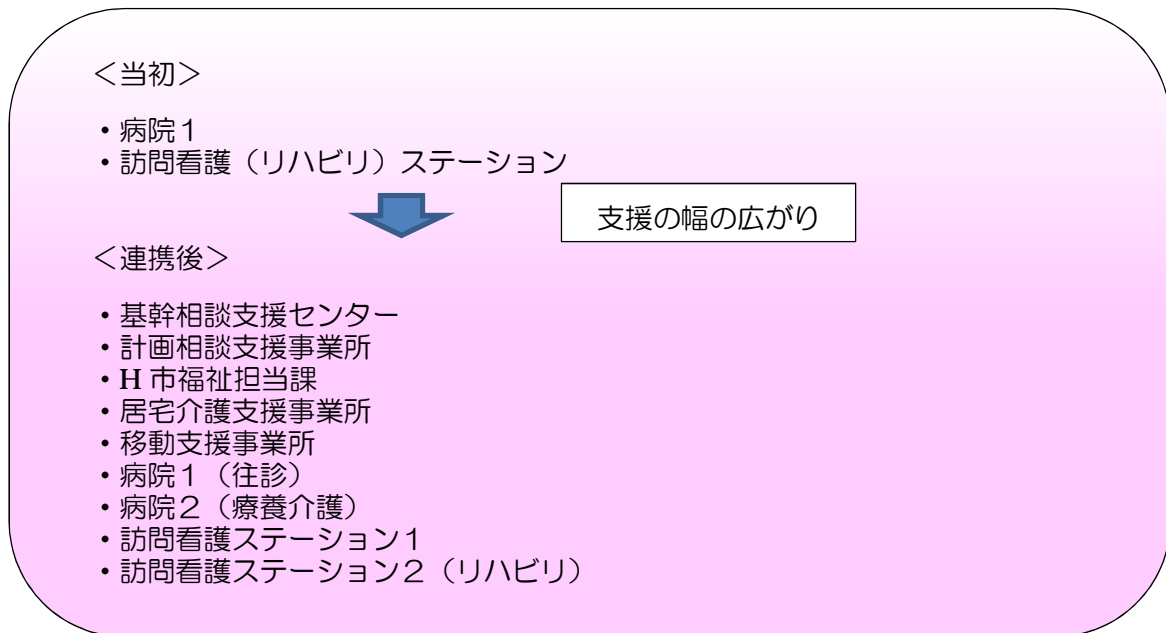 ＜当初＞
・病院１
・訪問看護（リハビリ）ステーション
支援の幅の広がり
＜連携後＞
・基幹相談支援センター
・計画相談支援事業所
・H 市福祉担当課
・居宅介護支援事業所
・移動支援事業所
・病院１（往診）
・病院２（療養介護）
・訪問看護ステーション１
・訪問看護ステーション２（リハビリ）